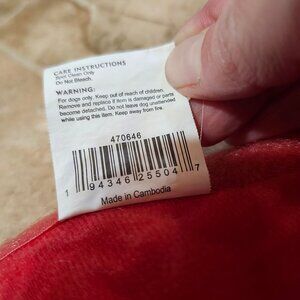 CARE INSTRUCTIONS
Spot Clean Only
Do Not Bleach.
WARNING:
For dogs only. Keep out of reach of children.
Remove and replace if item is damaged or parts
become detached. Do not leave dog unattended
while using this item. Keep away from fire.
470646
1 94346 25504 7
Made in Cambodia